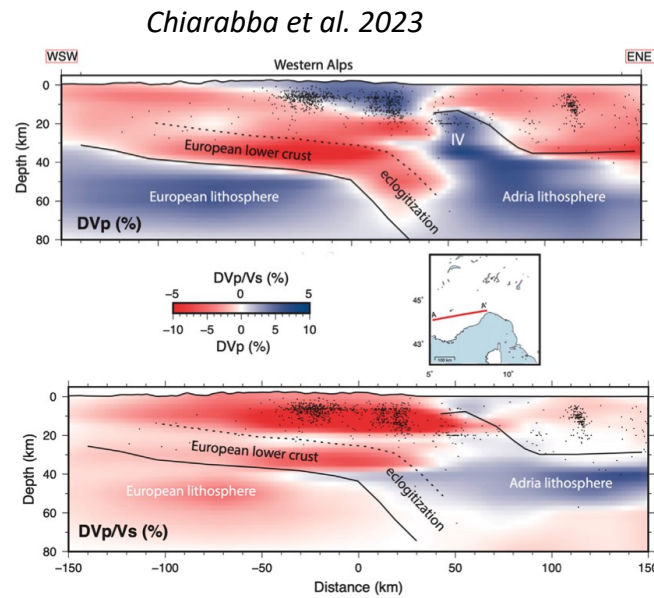 Chiarabba et al. 2023
WSW
Western Alps
ENE
0
20
40
60
80
Depth (km)
European lower crust
IV
European lithosphere
eclogitization
Adria lithosphere
DVp (%)
DVp/Vs (%)
−5 0 5
−10 −5 0 5 10
DVp (%)
45°
43°
A A'
100 km
5° 10°
0
20
40
60
80
Depth (km)
European lower crust
European lithosphere
eclogitization
Adria lithosphere
DVp/Vs (%)
−150 −100 −50 0 50 100 150
Distance (km)